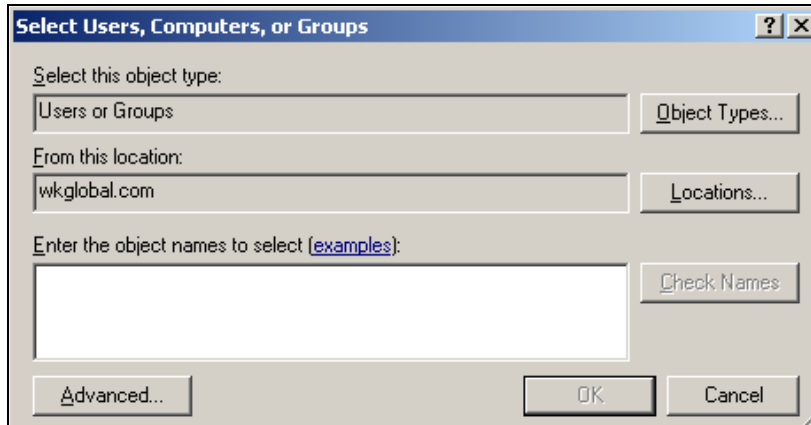 Select Users, Computers, or Groups
Select this object type:
Users or Groups
Object Types...
From this location:
wkglobal.com
Locations...
Enter the object names to select (examples):
Check Names
Advanced...
OK
Cancel